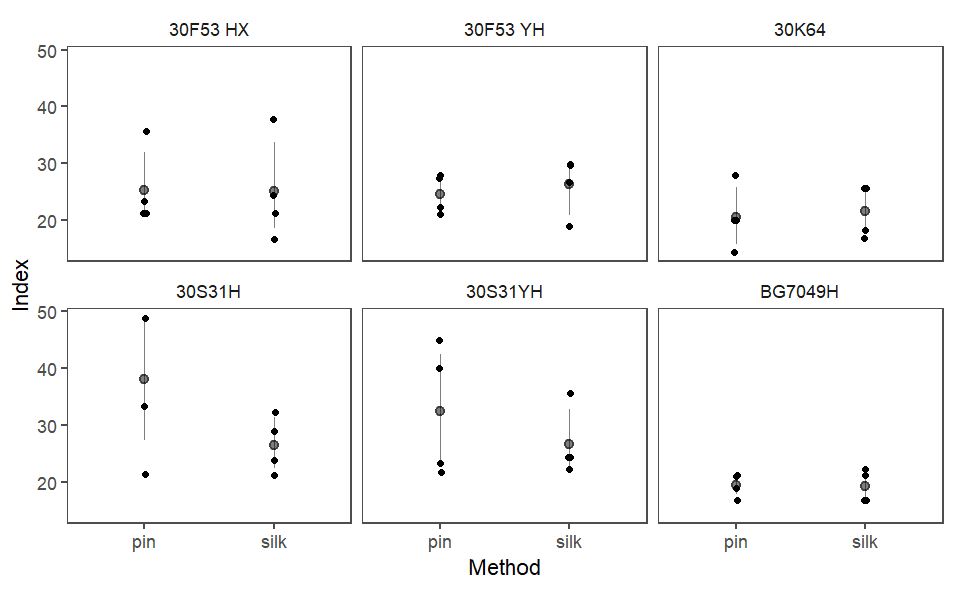 30F53 HX
30F53 YH
30K64
50
40
30
20
30S31H
30S31YH
BG7049H
50
40
30
20
pin
silk
pin
silk
pin
silk
Method
Index